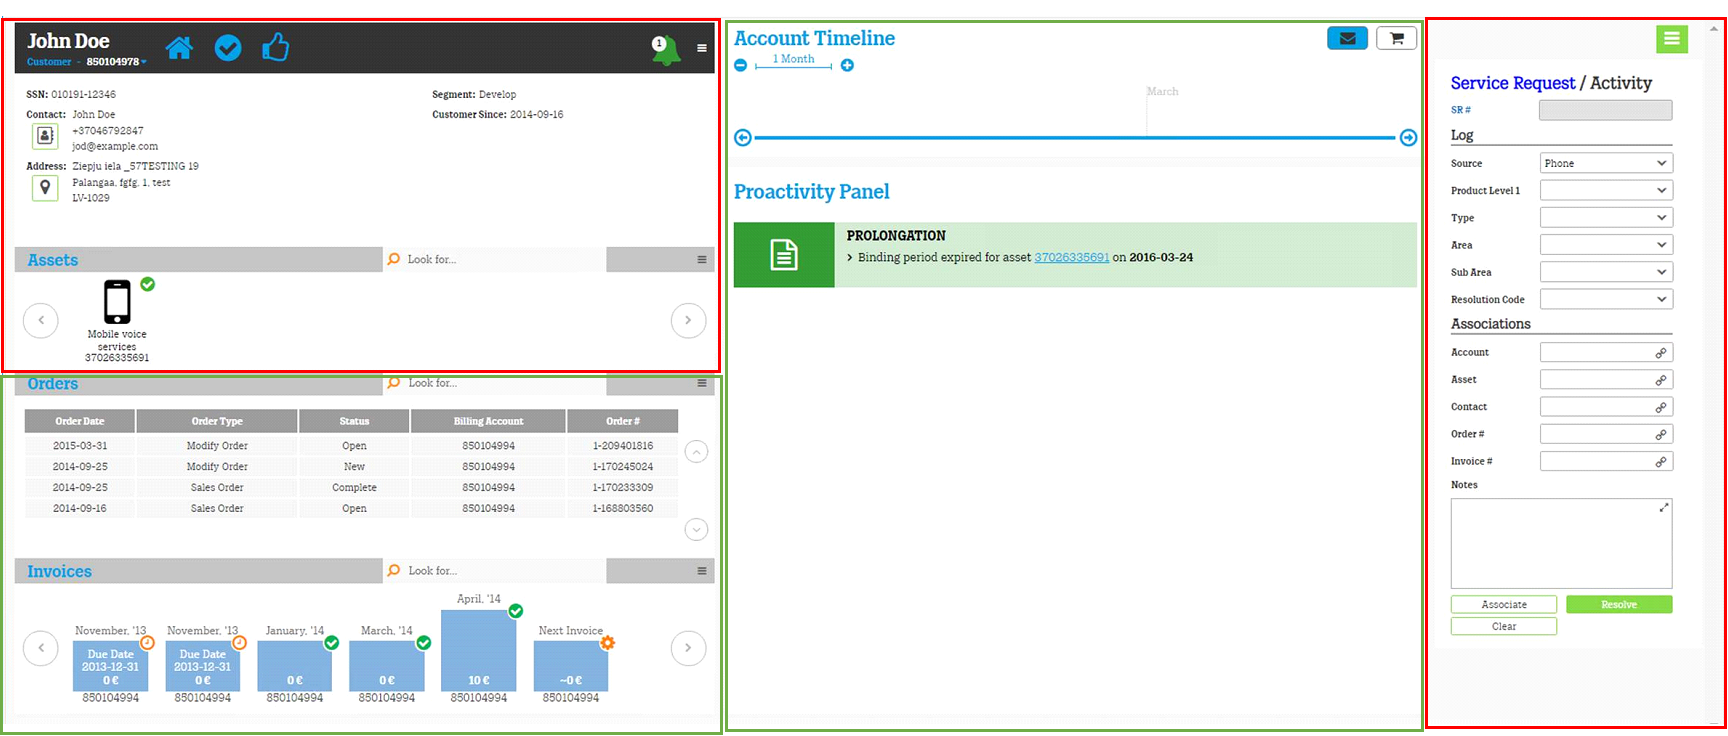 John Doe
Customer - 850104978
1
SSN: 010191-12346
Contact: John Doe
+37046792847
jod@example.com
Address: Ziepju iela _57TESTING 19
Palangaa, fgfg. 1, test
LV-1029
Segment: Develop
Customer Since: 2014-09-16
Assets
Look for...
Mobile voice
services
37026335691
Orders
Look for...
Order Date Order Type Status Billing Account Order #
2015-03-31 Modify Order Open 850104994 1-209401816
2014-09-25 Modify Order New 850104994 1-170245024
2014-09-25 Sales Order Complete 850104994 1-170233309
2014-09-16 Sales Order Open 850104994 1-168803560
Invoices
Look for...
November, '13
Due Date
2013-12-31
0 €
850104994
November, '13
Due Date
2013-12-31
0 €
850104994
January, '14
0 €
850104994
March, '14
0 €
850104994
April, '14
10 €
850104994
Next Invoice
~0 €
850104994
Account Timeline
1 Month
March
Proactivity Panel
PROLONGATION
Binding period expired for asset 37026335691 on 2016-03-24
Service Request / Activity
SR #
Log
Source Phone
Product Level 1
Type
Area
Sub Area
Resolution Code
Associations
Account
Asset
Contact
Order #
Invoice #
Notes
Associate Resolve
Clear